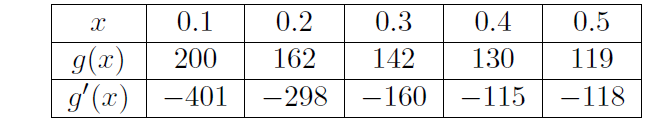 x 0.1 0.2 0.3 0.4 0.5
g(x) 200 162 142 130 119
g′(x) −401 −298 −160 −115 −118